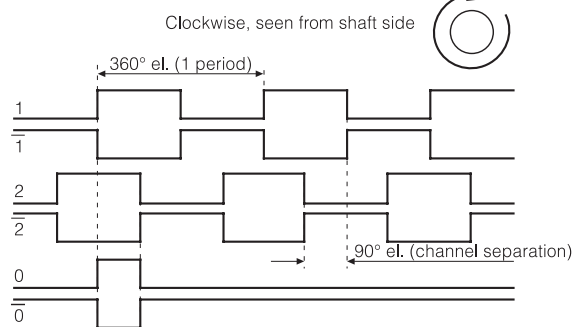 Clockwise, seen from shaft side
360° el. (1 period)
1
1̅
2
2̅
90° el. (channel separation)
0
0̅